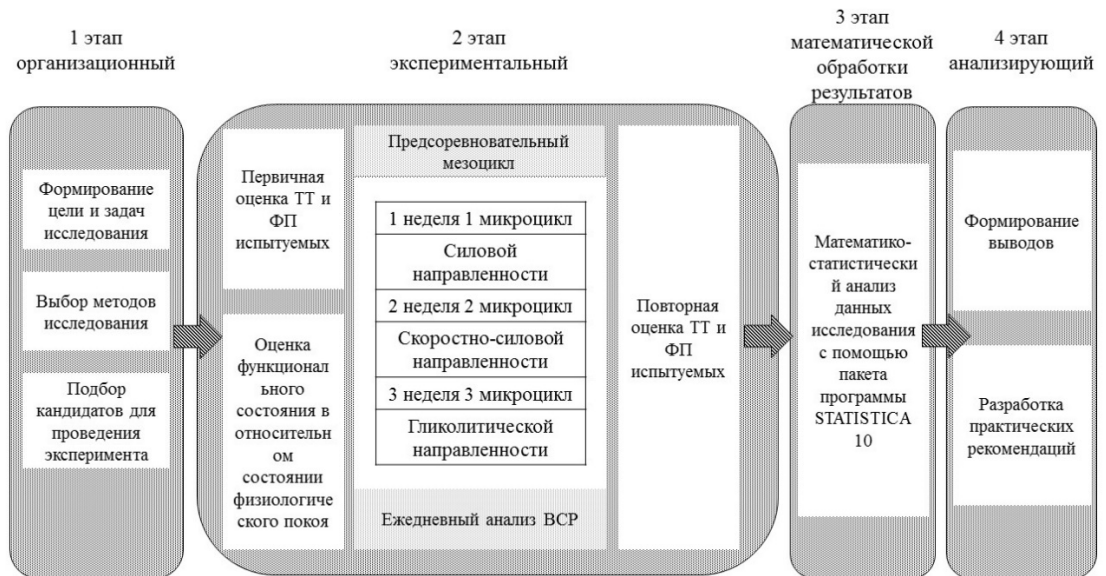 1 этап
организационный
Формирование
цели и задач
исследования
Выбор методов
исследования
Подбор
кандидатов для
проведения
эксперимента
2 этап
экспериментальный
Первичная
оценка ТТ и
ФП
испытуемых
Оценка
функционал
ьного
состояния в
относительн
ом
состоянии
физиологиче
ского покоя
Предсоревновательный
мезоцикл
1 неделя 1 микроцикл
Силовой
направленности
2 неделя 2 микроцикл
Скоростно-силовой
направленности
3 неделя 3 микроцикл
Гликолитической
направленности
Ежедневный анализ ВСР
Повторная
оценка ТТ и
ФП
испытуемых
3 этап
математической
обработки
результатов
Математико-
статистически
й анализ
данных
исследования
с помощью
пакета
программы
STATISTICA
10
4 этап
анализирующий
Формирование
выводов
Разработка
практических
рекомендаций